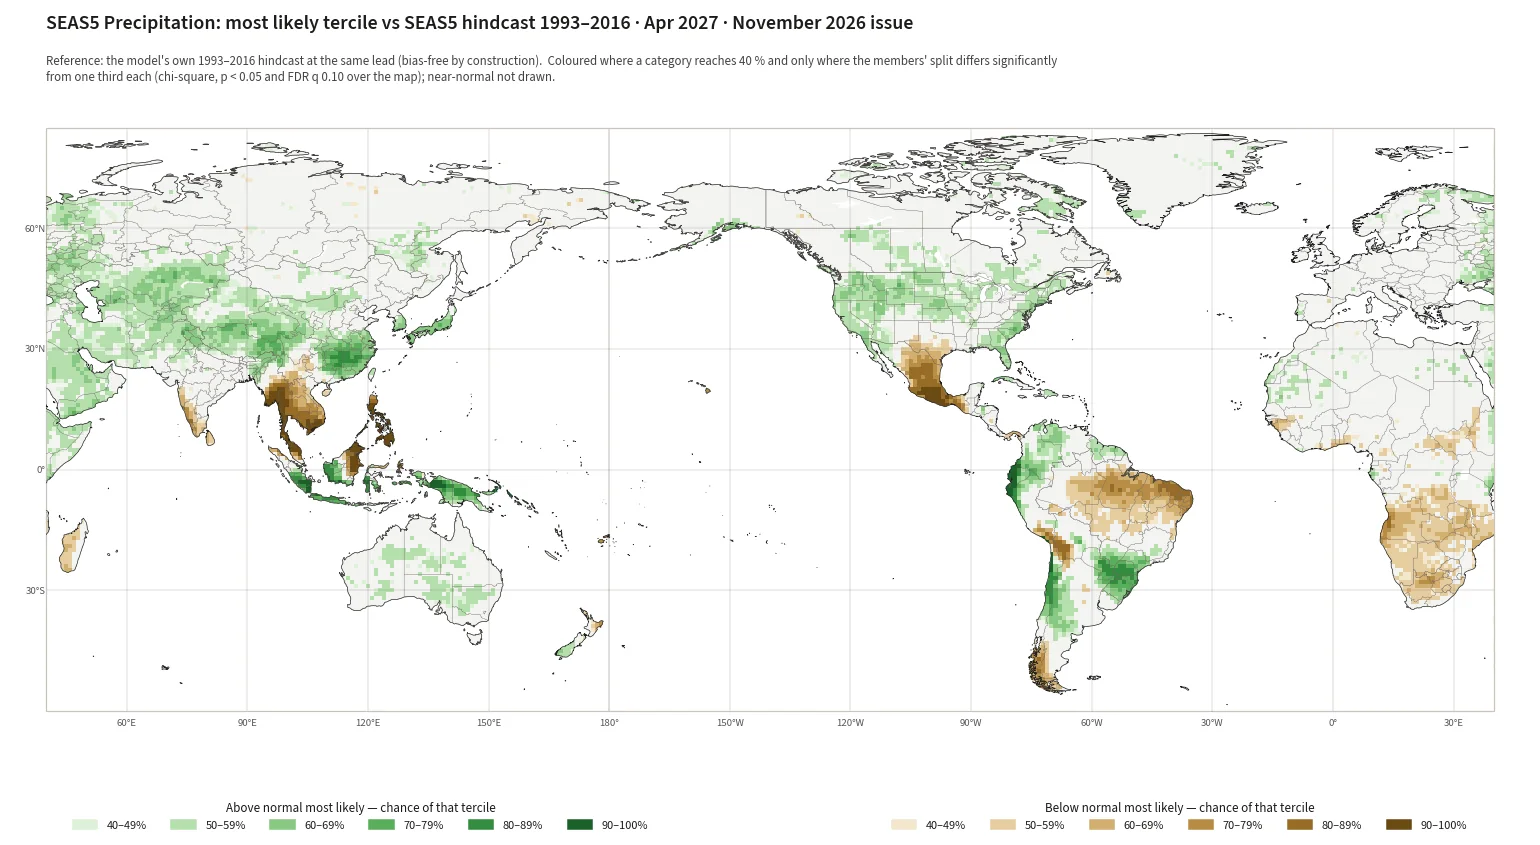 SEAS5 Precipitation: most likely tercile vs SEAS5 hindcast 1993–2016 · Apr 2027 · November 2026 issue
Reference: the model's own 1993–2016 hindcast at the same lead (bias-free by construction).  Coloured where a category reaches 40 % and only where the members' split differs significantly
from one third each (chi-square, p < 0.05 and FDR q 0.10 over the map); near-normal not drawn.
60°N
30°N
0°
30°S
60°E 90°E 120°E 150°E 180° 150°W 120°W 90°W 60°W 30°W 0° 30°E
Above normal most likely — chance of that tercile
40–49% 50–59% 60–69% 70–79% 80–89% 90–100%
Below normal most likely — chance of that tercile
40–49% 50–59% 60–69% 70–79% 80–89% 90–100%